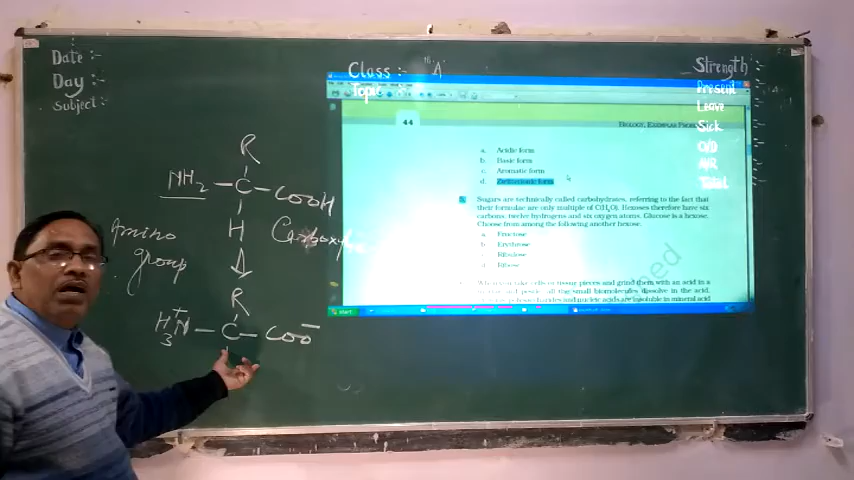 Date :-
Day :-
Subject :-
Class :- A
Topic
Strength :-
Present
Leave
Sick
O/D
A/R
Total
R
NH2 – C – COOH
H
Amino
group
R
H3N+ – C – COO–
44
a. Acidic form
b. Basic form
c. Aromatic form
d. Zwitterionic form
Sugars are technically called carbohydrates, referring to the fact that
their formulae are only multiple of C(H2O). Hexoses therefore have six
carbons, twelve hydrogens and six oxygen atoms. Glucose is a hexose.
Choose from among the following another hexose.
a. Fructose
b. Erythrose
c. Ribulose
d. Ribose
start